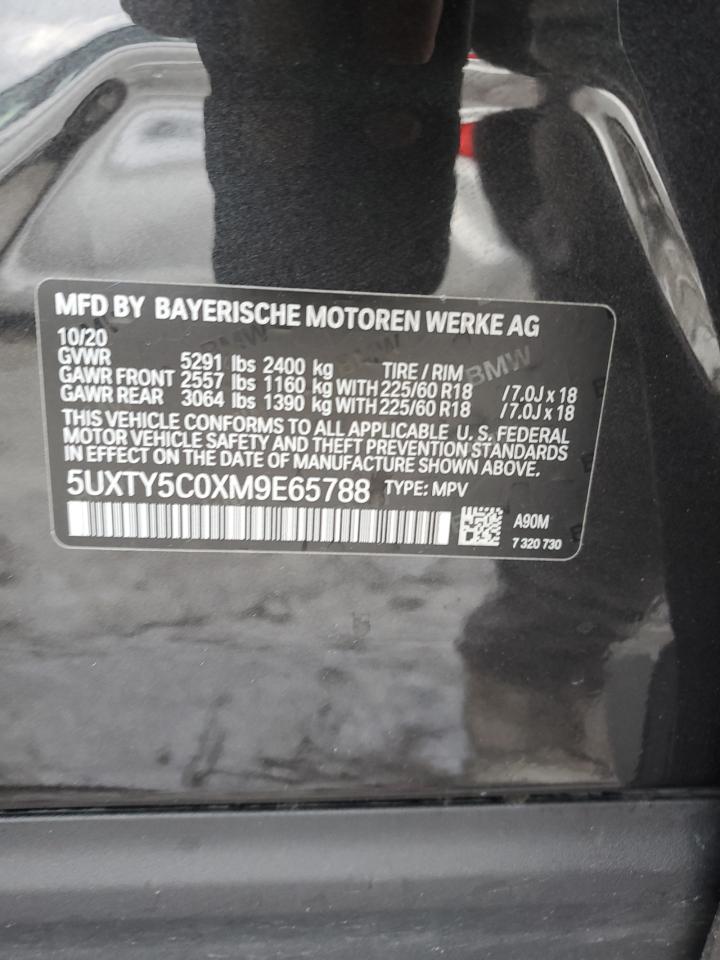 MFD BY BAYERISCHE MOTOREN WERKE AG
10/20
GVWR 5291 lbs 2400 kg TIRE / RIM
GAWR FRONT 2557 lbs 1160 kg WITH 225/60 R18 / 7.0J x 18
GAWR REAR 3064 lbs 1390 kg WITH 225/60 R18 / 7.0J x 18
THIS VEHICLE CONFORMS TO ALL APPLICABLE U. S. FEDERAL
MOTOR VEHICLE SAFETY AND THEFT PREVENTION STANDARDS
IN EFFECT ON THE DATE OF MANUFACTURE SHOWN ABOVE.
5UXTY5C0XM9E65788 TYPE: MPV
A90M
7 320 730
BMW
BMW